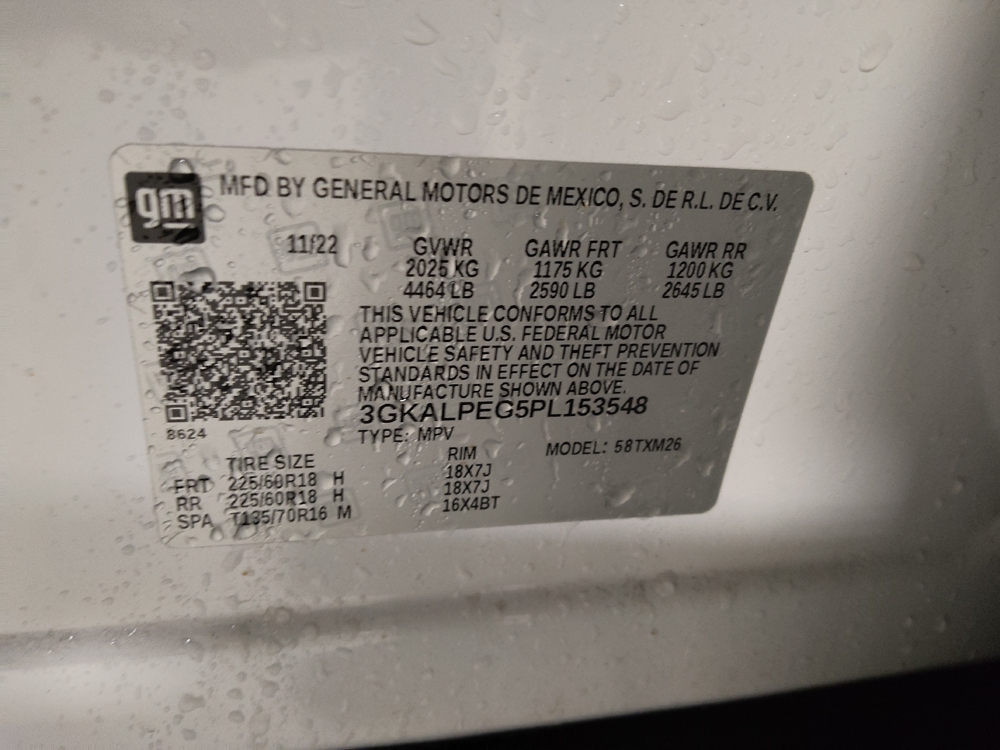 gm
MFD BY GENERAL MOTORS DE MEXICO, S. DE R.L. DE C.V.
11/22 GVWR GAWR FRT GAWR RR
2025 KG 1175 KG 1200 KG
4464 LB 2590 LB 2645 LB
THIS VEHICLE CONFORMS TO ALL
APPLICABLE U.S. FEDERAL MOTOR
VEHICLE SAFETY AND THEFT PREVENTION
STANDARDS IN EFFECT ON THE DATE OF
MANUFACTURE SHOWN ABOVE.
3GKALPEG5PL153548
8624
TYPE: MPV MODEL: 58TXM26
TIRE SIZE RIM
FRT 225/60R18 H 18X7J
RR 225/60R18 H 18X7J
SPA T135/70R16 M 16X4BT